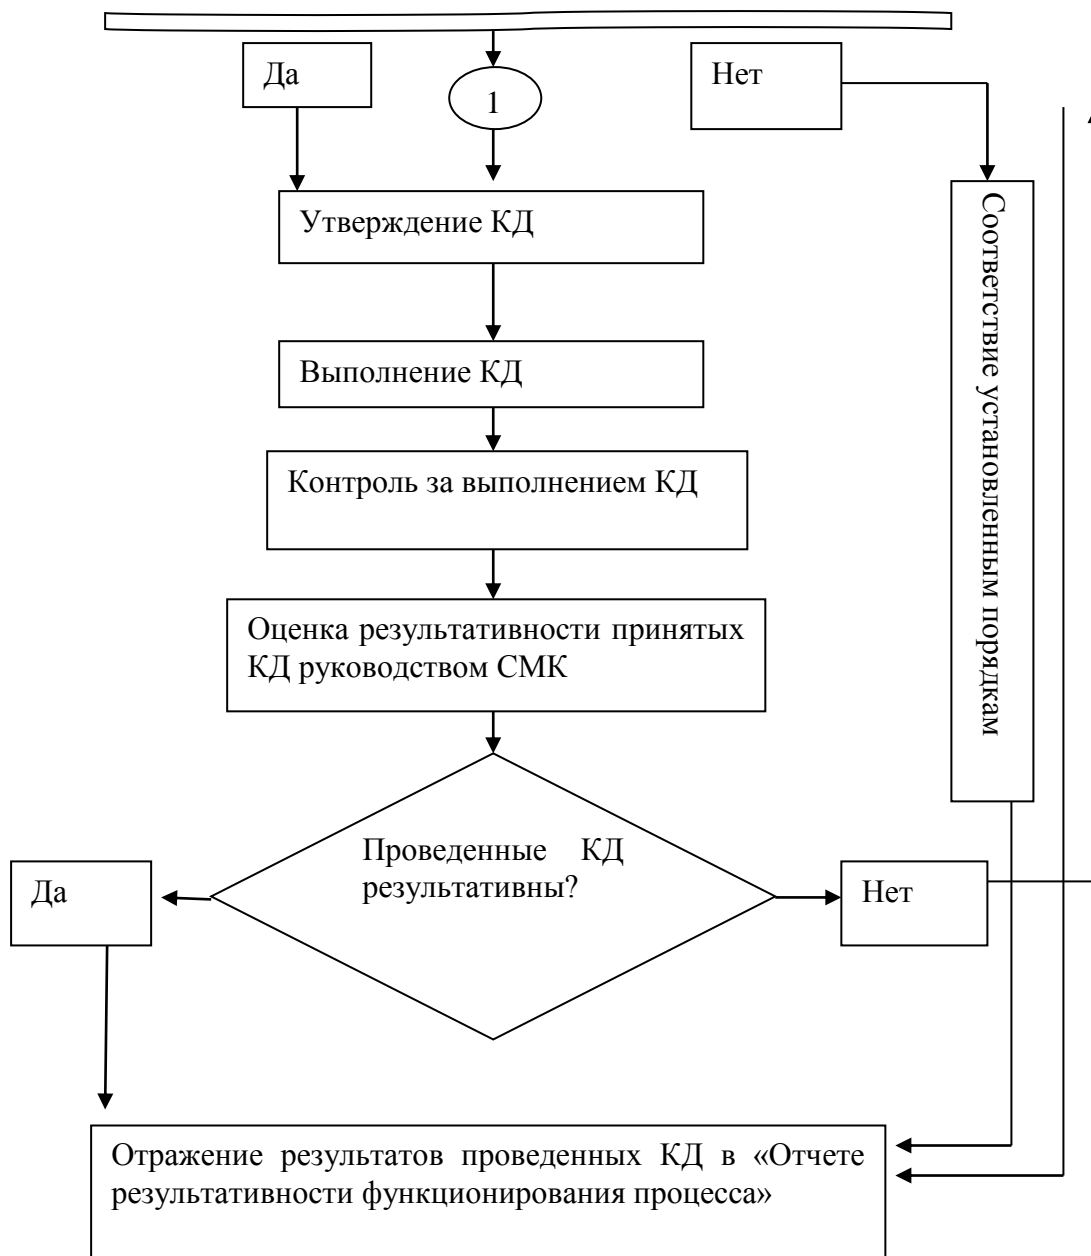 Да
1
Нет
Утверждение КД
Выполнение КД
Контроль за выполнением КД
Оценка результативности принятых
КД руководством СМК
Соответствие установленным порядкам
Проведенные КД
результативны?
Да
Нет
Отражение результатов проведенных КД в «Отчете
результативности функционирования процесса»